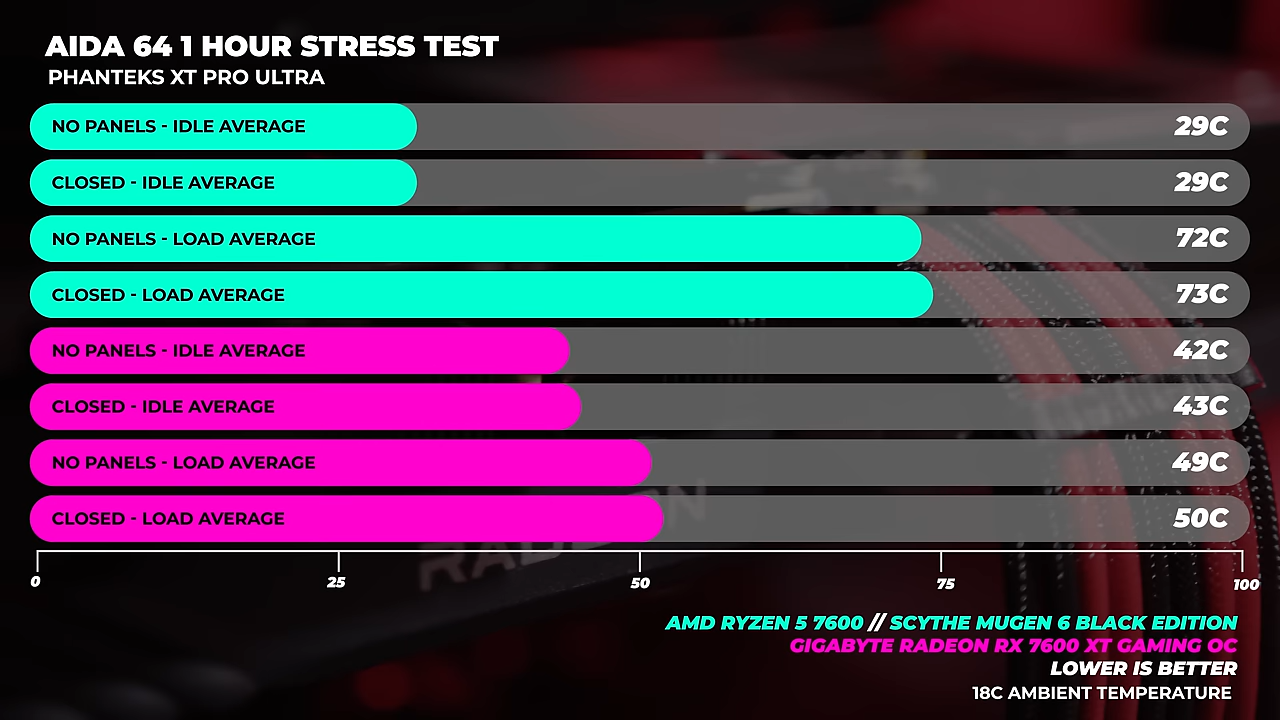 AIDA 64 1 HOUR STRESS TEST
PHANTEKS XT PRO ULTRA
NO PANELS - IDLE AVERAGE 29C
CLOSED - IDLE AVERAGE 29C
NO PANELS - LOAD AVERAGE 72C
CLOSED - LOAD AVERAGE 73C
NO PANELS - IDLE AVERAGE 42C
CLOSED - IDLE AVERAGE 43C
NO PANELS - LOAD AVERAGE 49C
CLOSED - LOAD AVERAGE 50C
RADEON
0 25 50 75 100
AMD RYZEN 5 7600 // SCYTHE MUGEN 6 BLACK EDITION
GIGABYTE RADEON RX 7600 XT GAMING OC
LOWER IS BETTER
18C AMBIENT TEMPERATURE